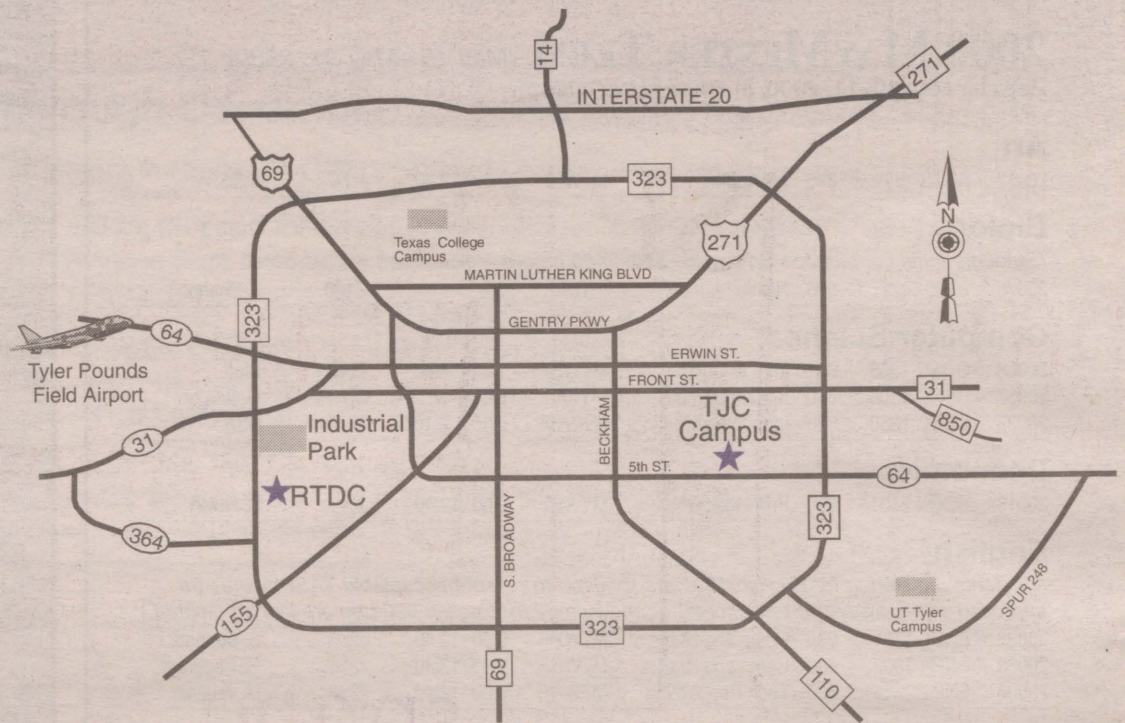 14
271
INTERSTATE 20
69
323
N
Texas College
Campus
271
MARTIN LUTHER KING BLVD
323
64
GENTRY PKWY
Tyler Pounds
Field Airport
ERWIN ST.
FRONT ST.
31
850
31
Industrial
Park
BECKHAM
TJC
Campus
5th ST.
64
RTDC
364
323
S. BROADWAY
SPUR 248
UT Tyler
Campus
155
323
69
110